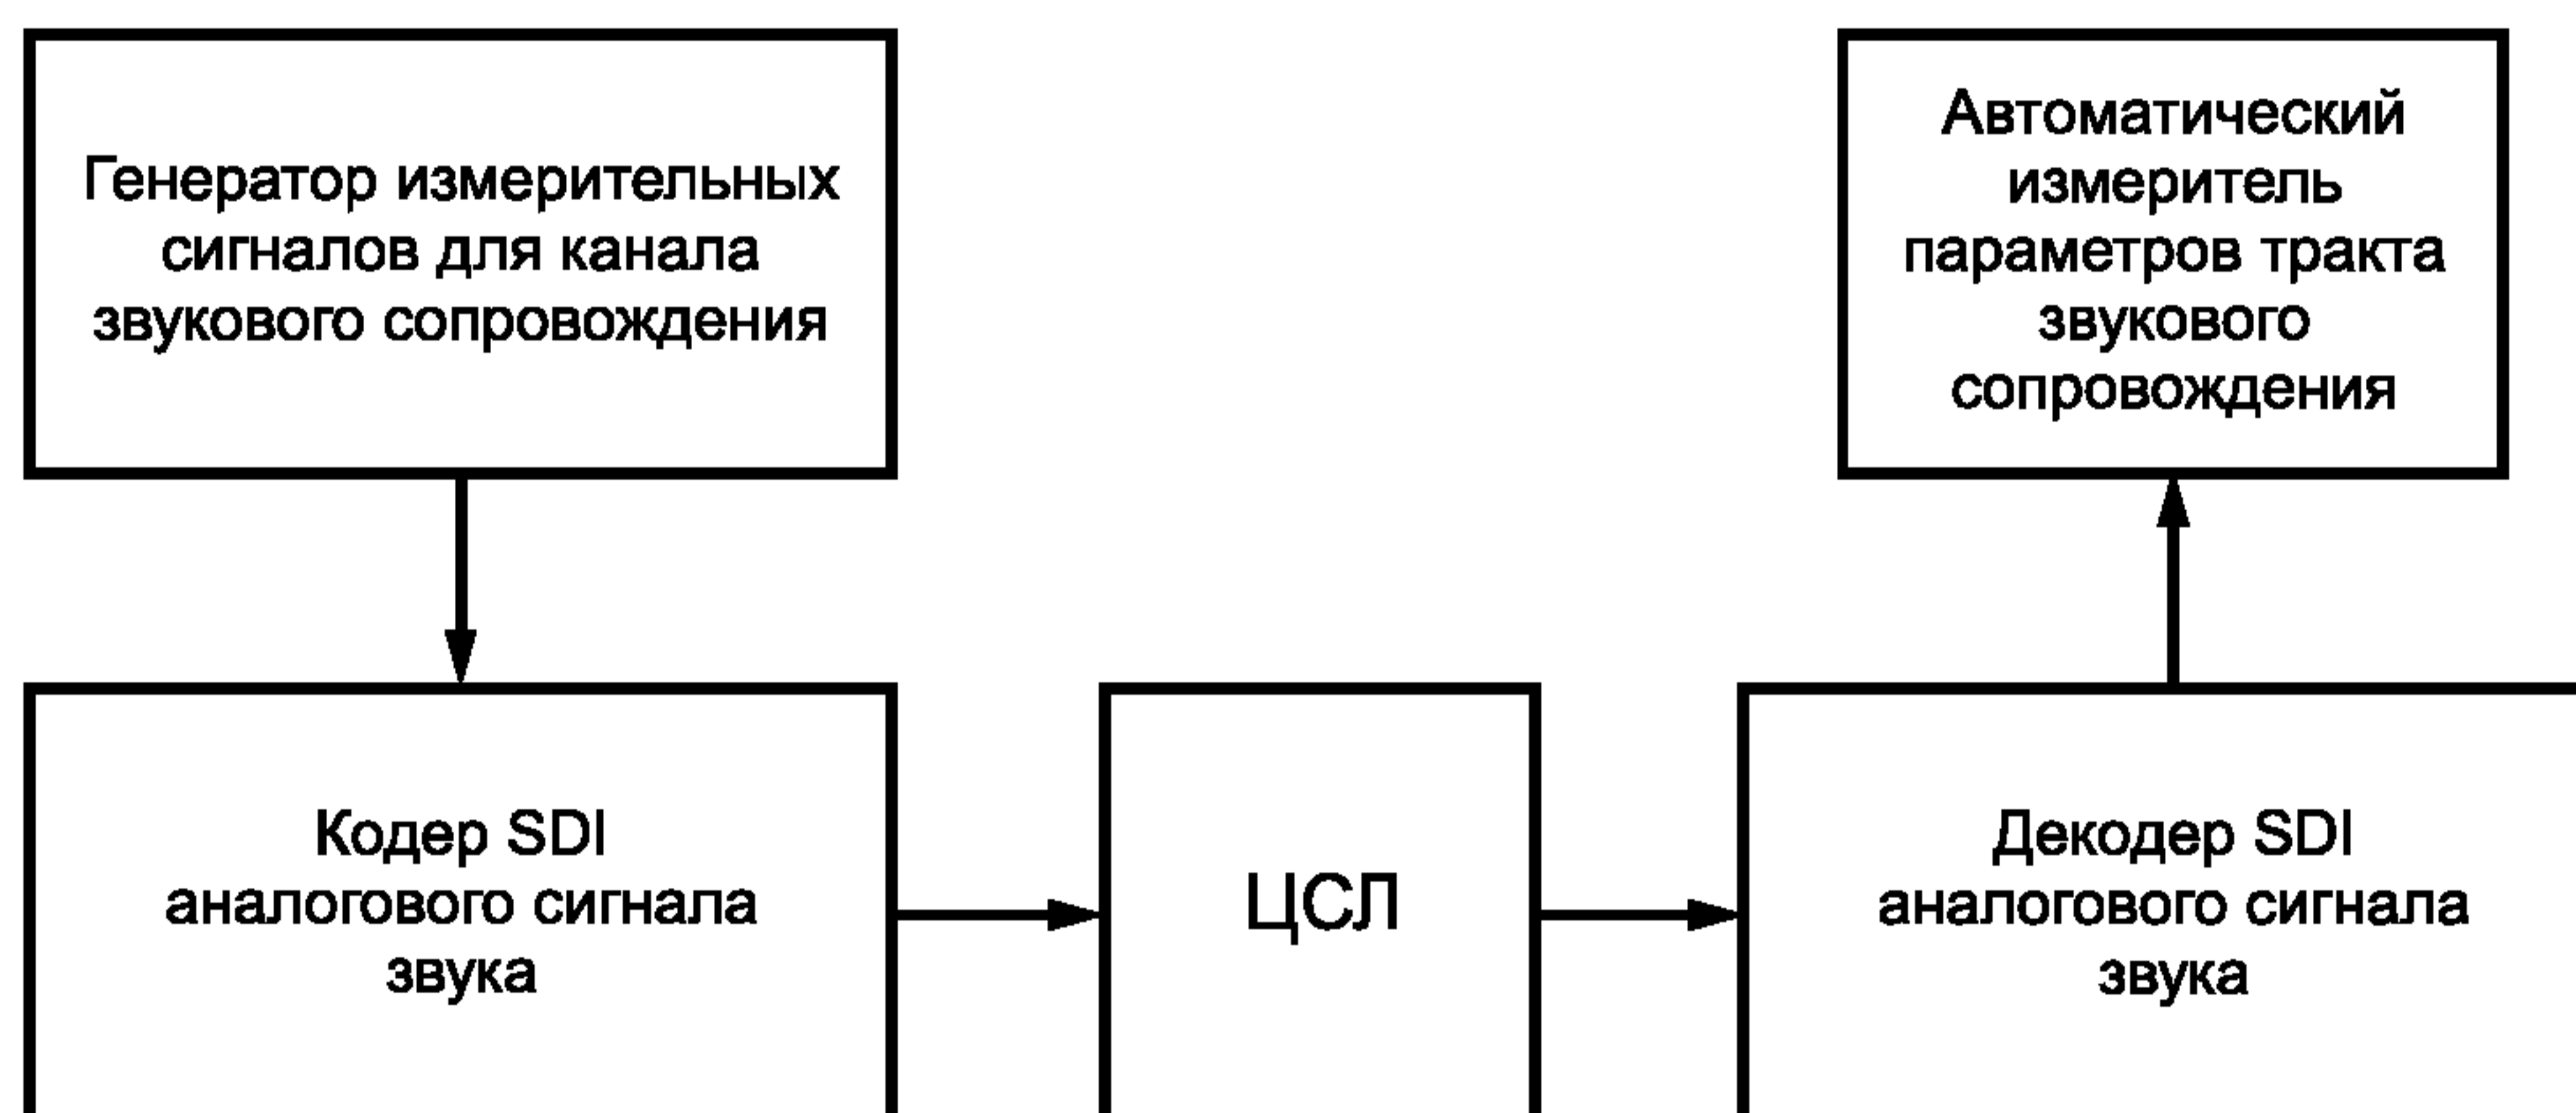 Генератор измерительных
сигналов для канала
звукового сопровождения
Автоматический
измеритель
параметров тракта
звукового
сопровождения
Кодер SDI
аналогового сигнала
звука
ЦСЛ
Декодер SDI
аналогового сигнала
звука